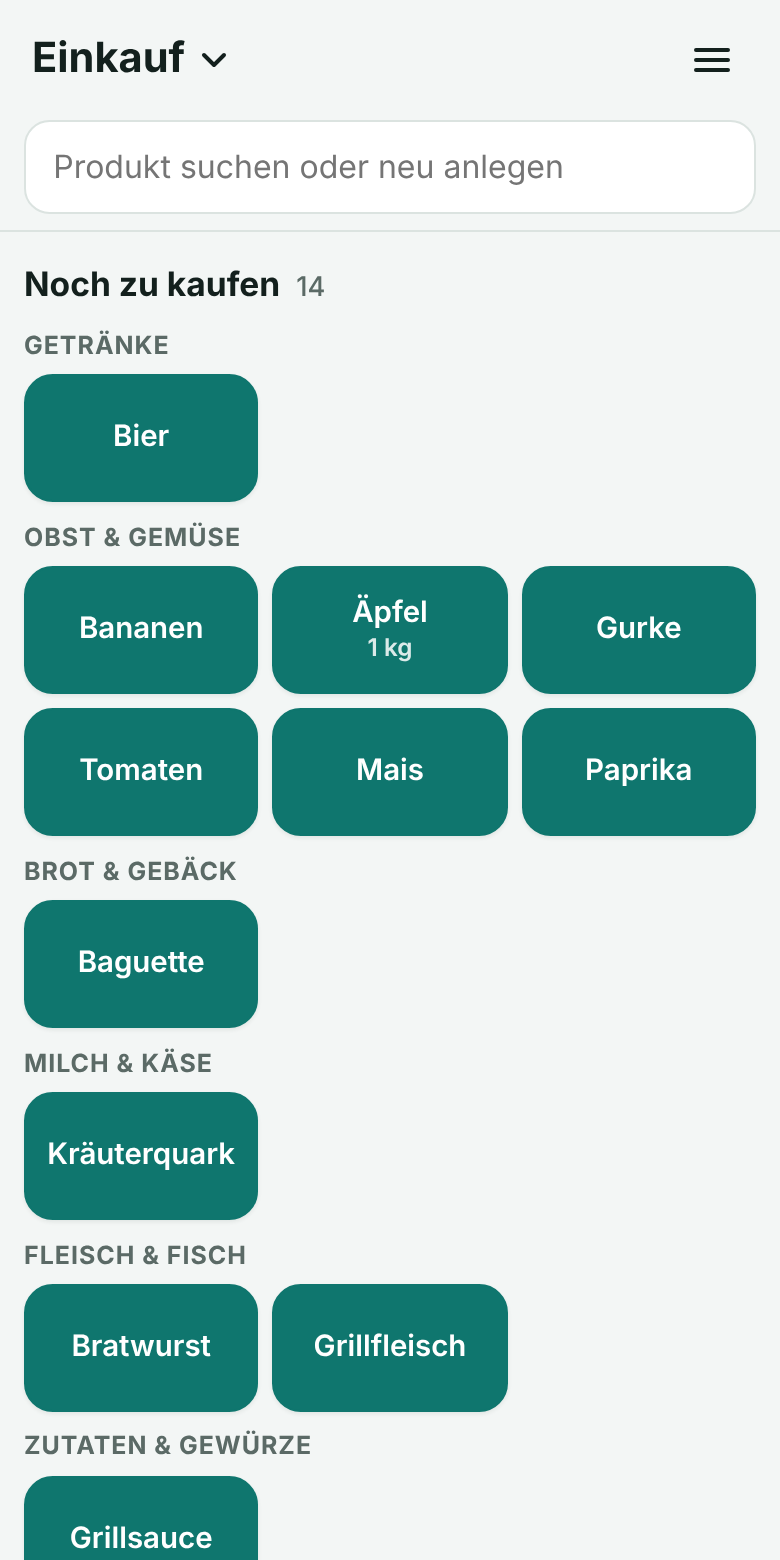 Einkauf
Produkt suchen oder neu anlegen
Noch zu kaufen 14
GETRÄNKE
Bier
OBST & GEMÜSE
Bananen
Äpfel
1 kg
Gurke
Tomaten
Mais
Paprika
BROT & GEBÄCK
Baguette
MILCH & KÄSE
Kräuterquark
FLEISCH & FISCH
Bratwurst
Grillfleisch
ZUTATEN & GEWÜRZE
Grillsauce